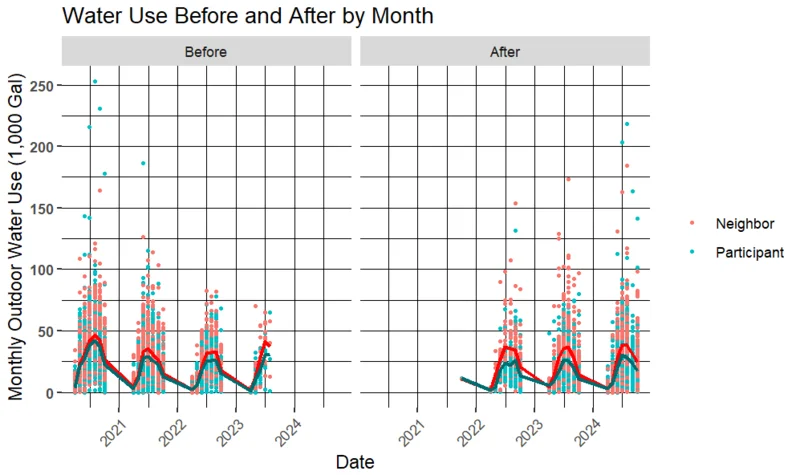 Water Use Before and After by Month
Before
After
Monthly Outdoor Water Use (1,000 Gal)
250
200
150
100
50
0
2021
2022
2023
2024
2021
2022
2023
2024
Date
Neighbor
Participant